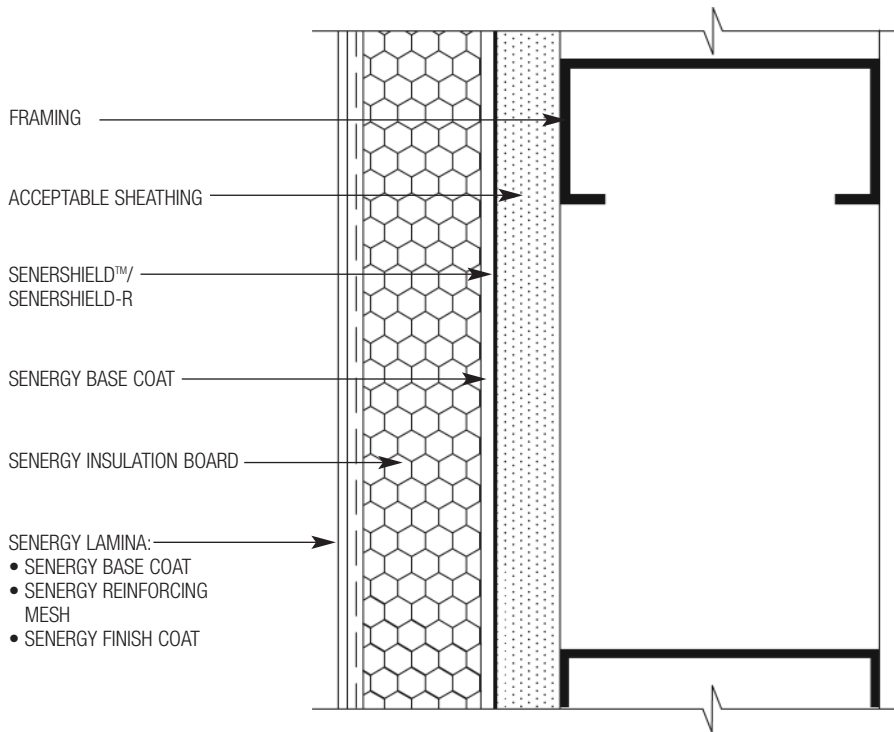 FRAMING
ACCEPTABLE SHEATHING
SENERSHIELD™/
SENERSHIELD-R
SENERGY BASE COAT
SENERGY INSULATION BOARD
SENERGY LAMINA:
• SENERGY BASE COAT
• SENERGY REINFORCING
MESH
• SENERGY FINISH COAT